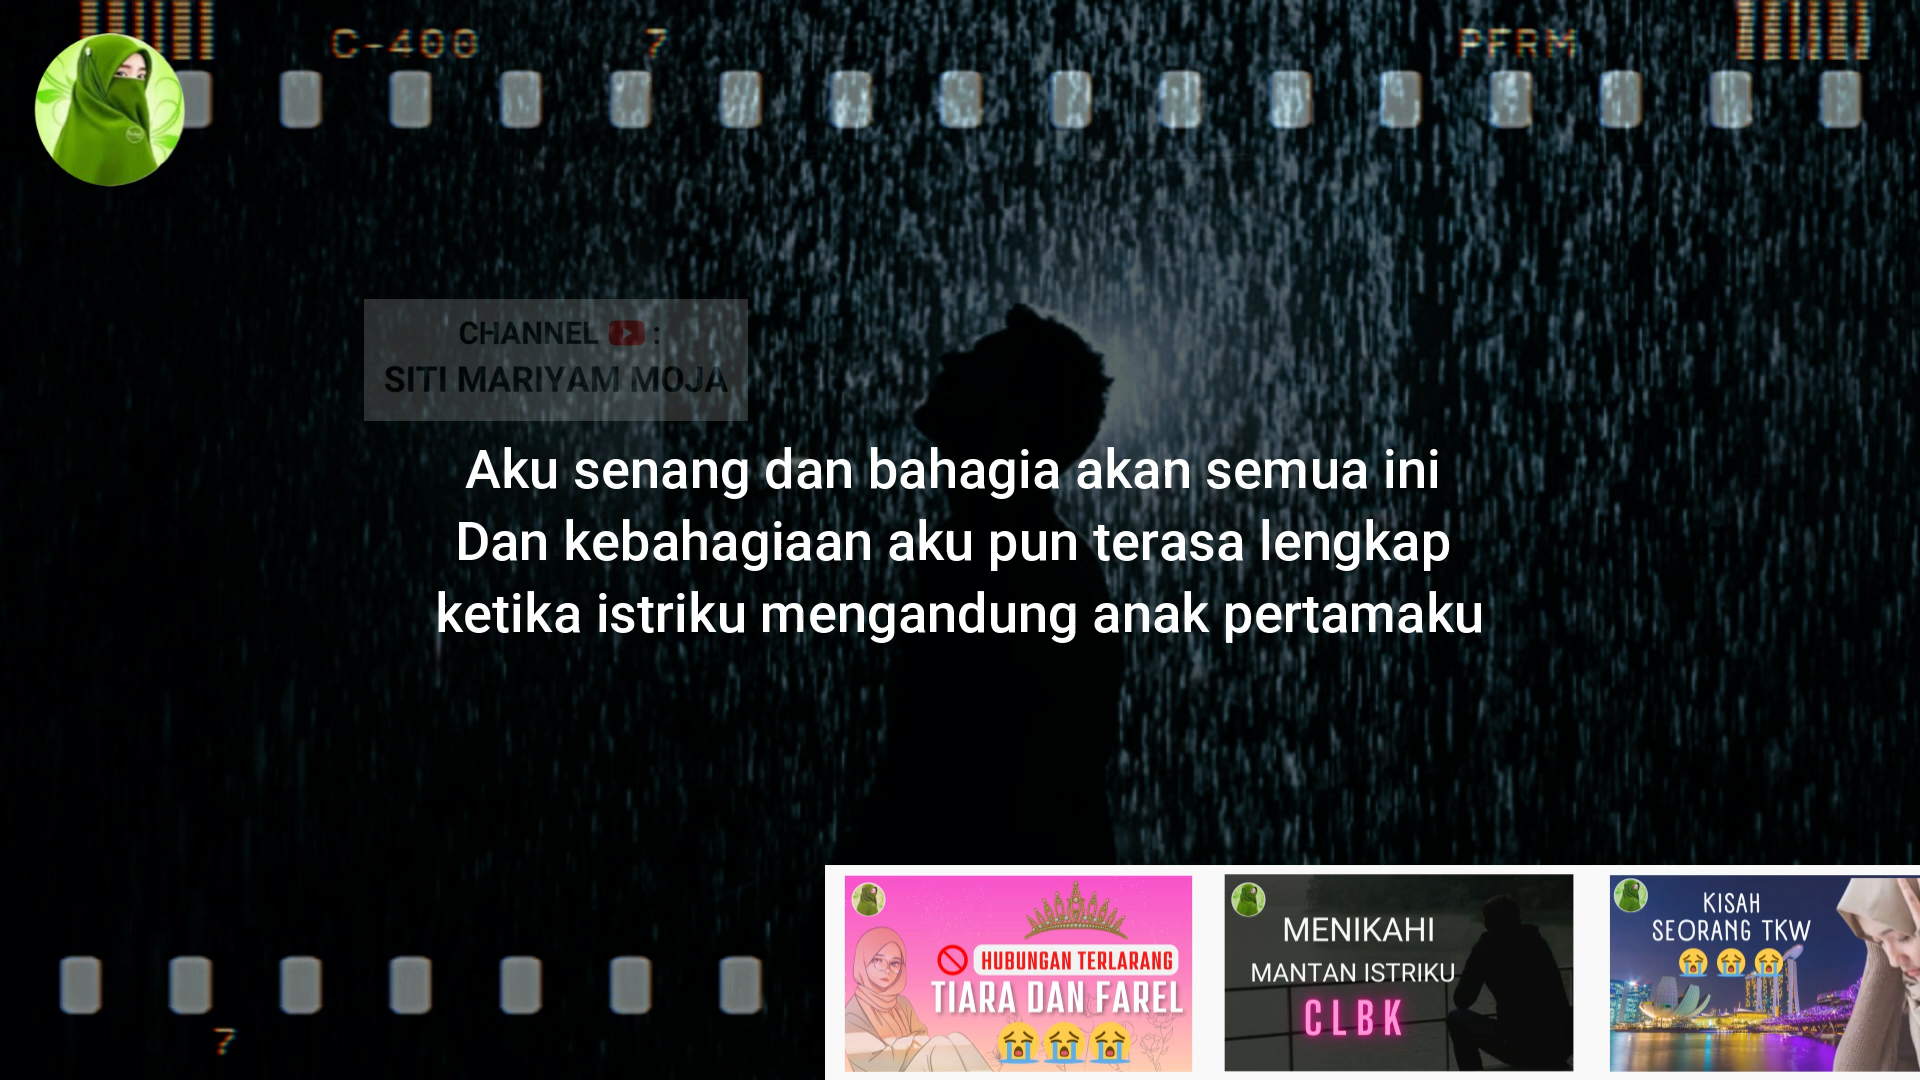 C-400
7
PFRM
CHANNEL :
SITI MARIYAM MOJA
Aku senang dan bahagia akan semua ini
Dan kebahagiaan aku pun terasa lengkap
ketika istriku mengandung anak pertamaku
HUBUNGAN TERLARANG
TIARA DAN FAREL
MENIKAHI
MANTAN ISTRIKU
CLBK
KISAH
SEORANG TKW
7